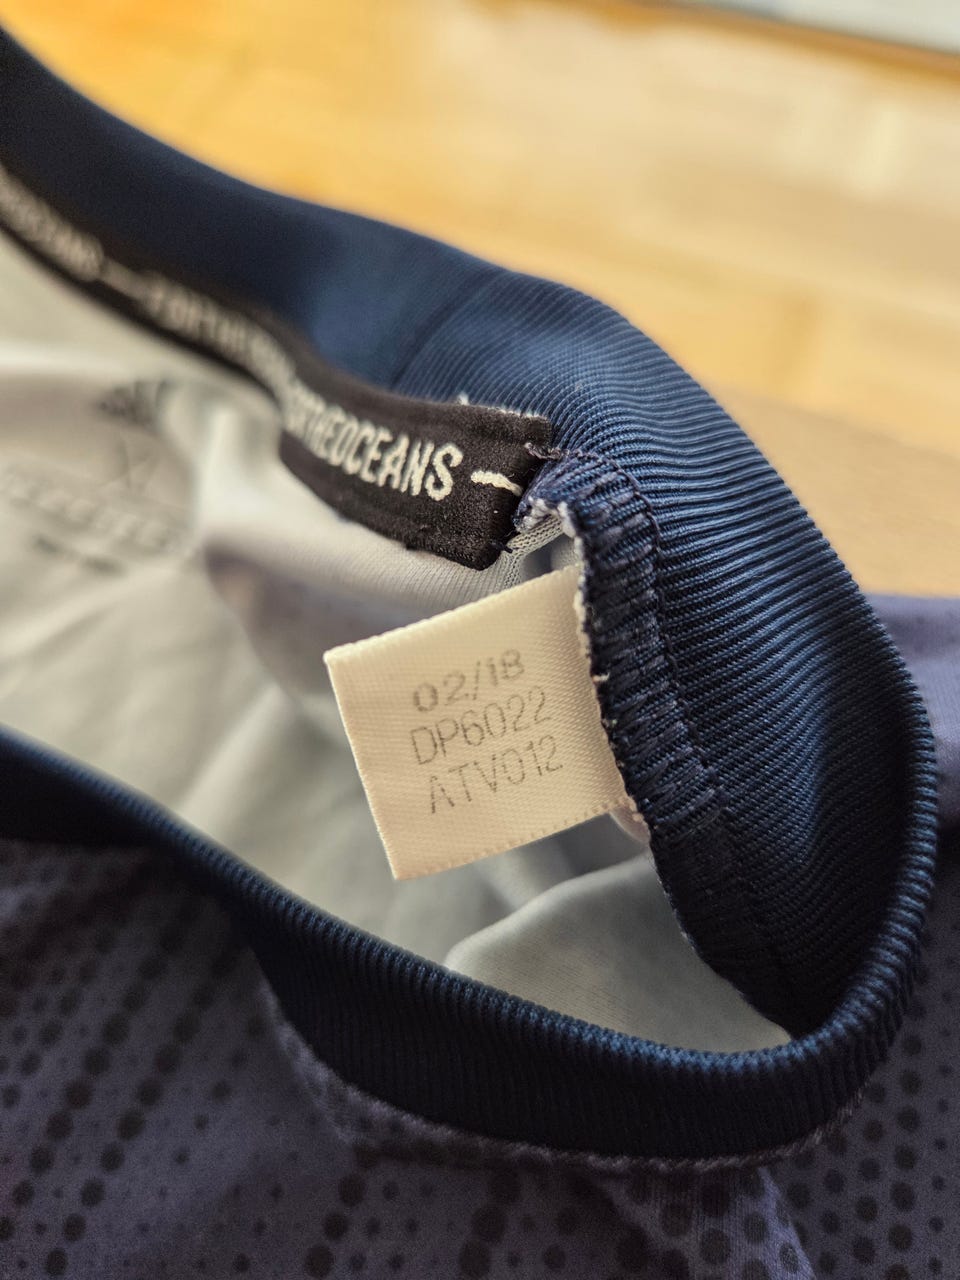 FORTHEOCEANS
02/18
DP6022
ATV012